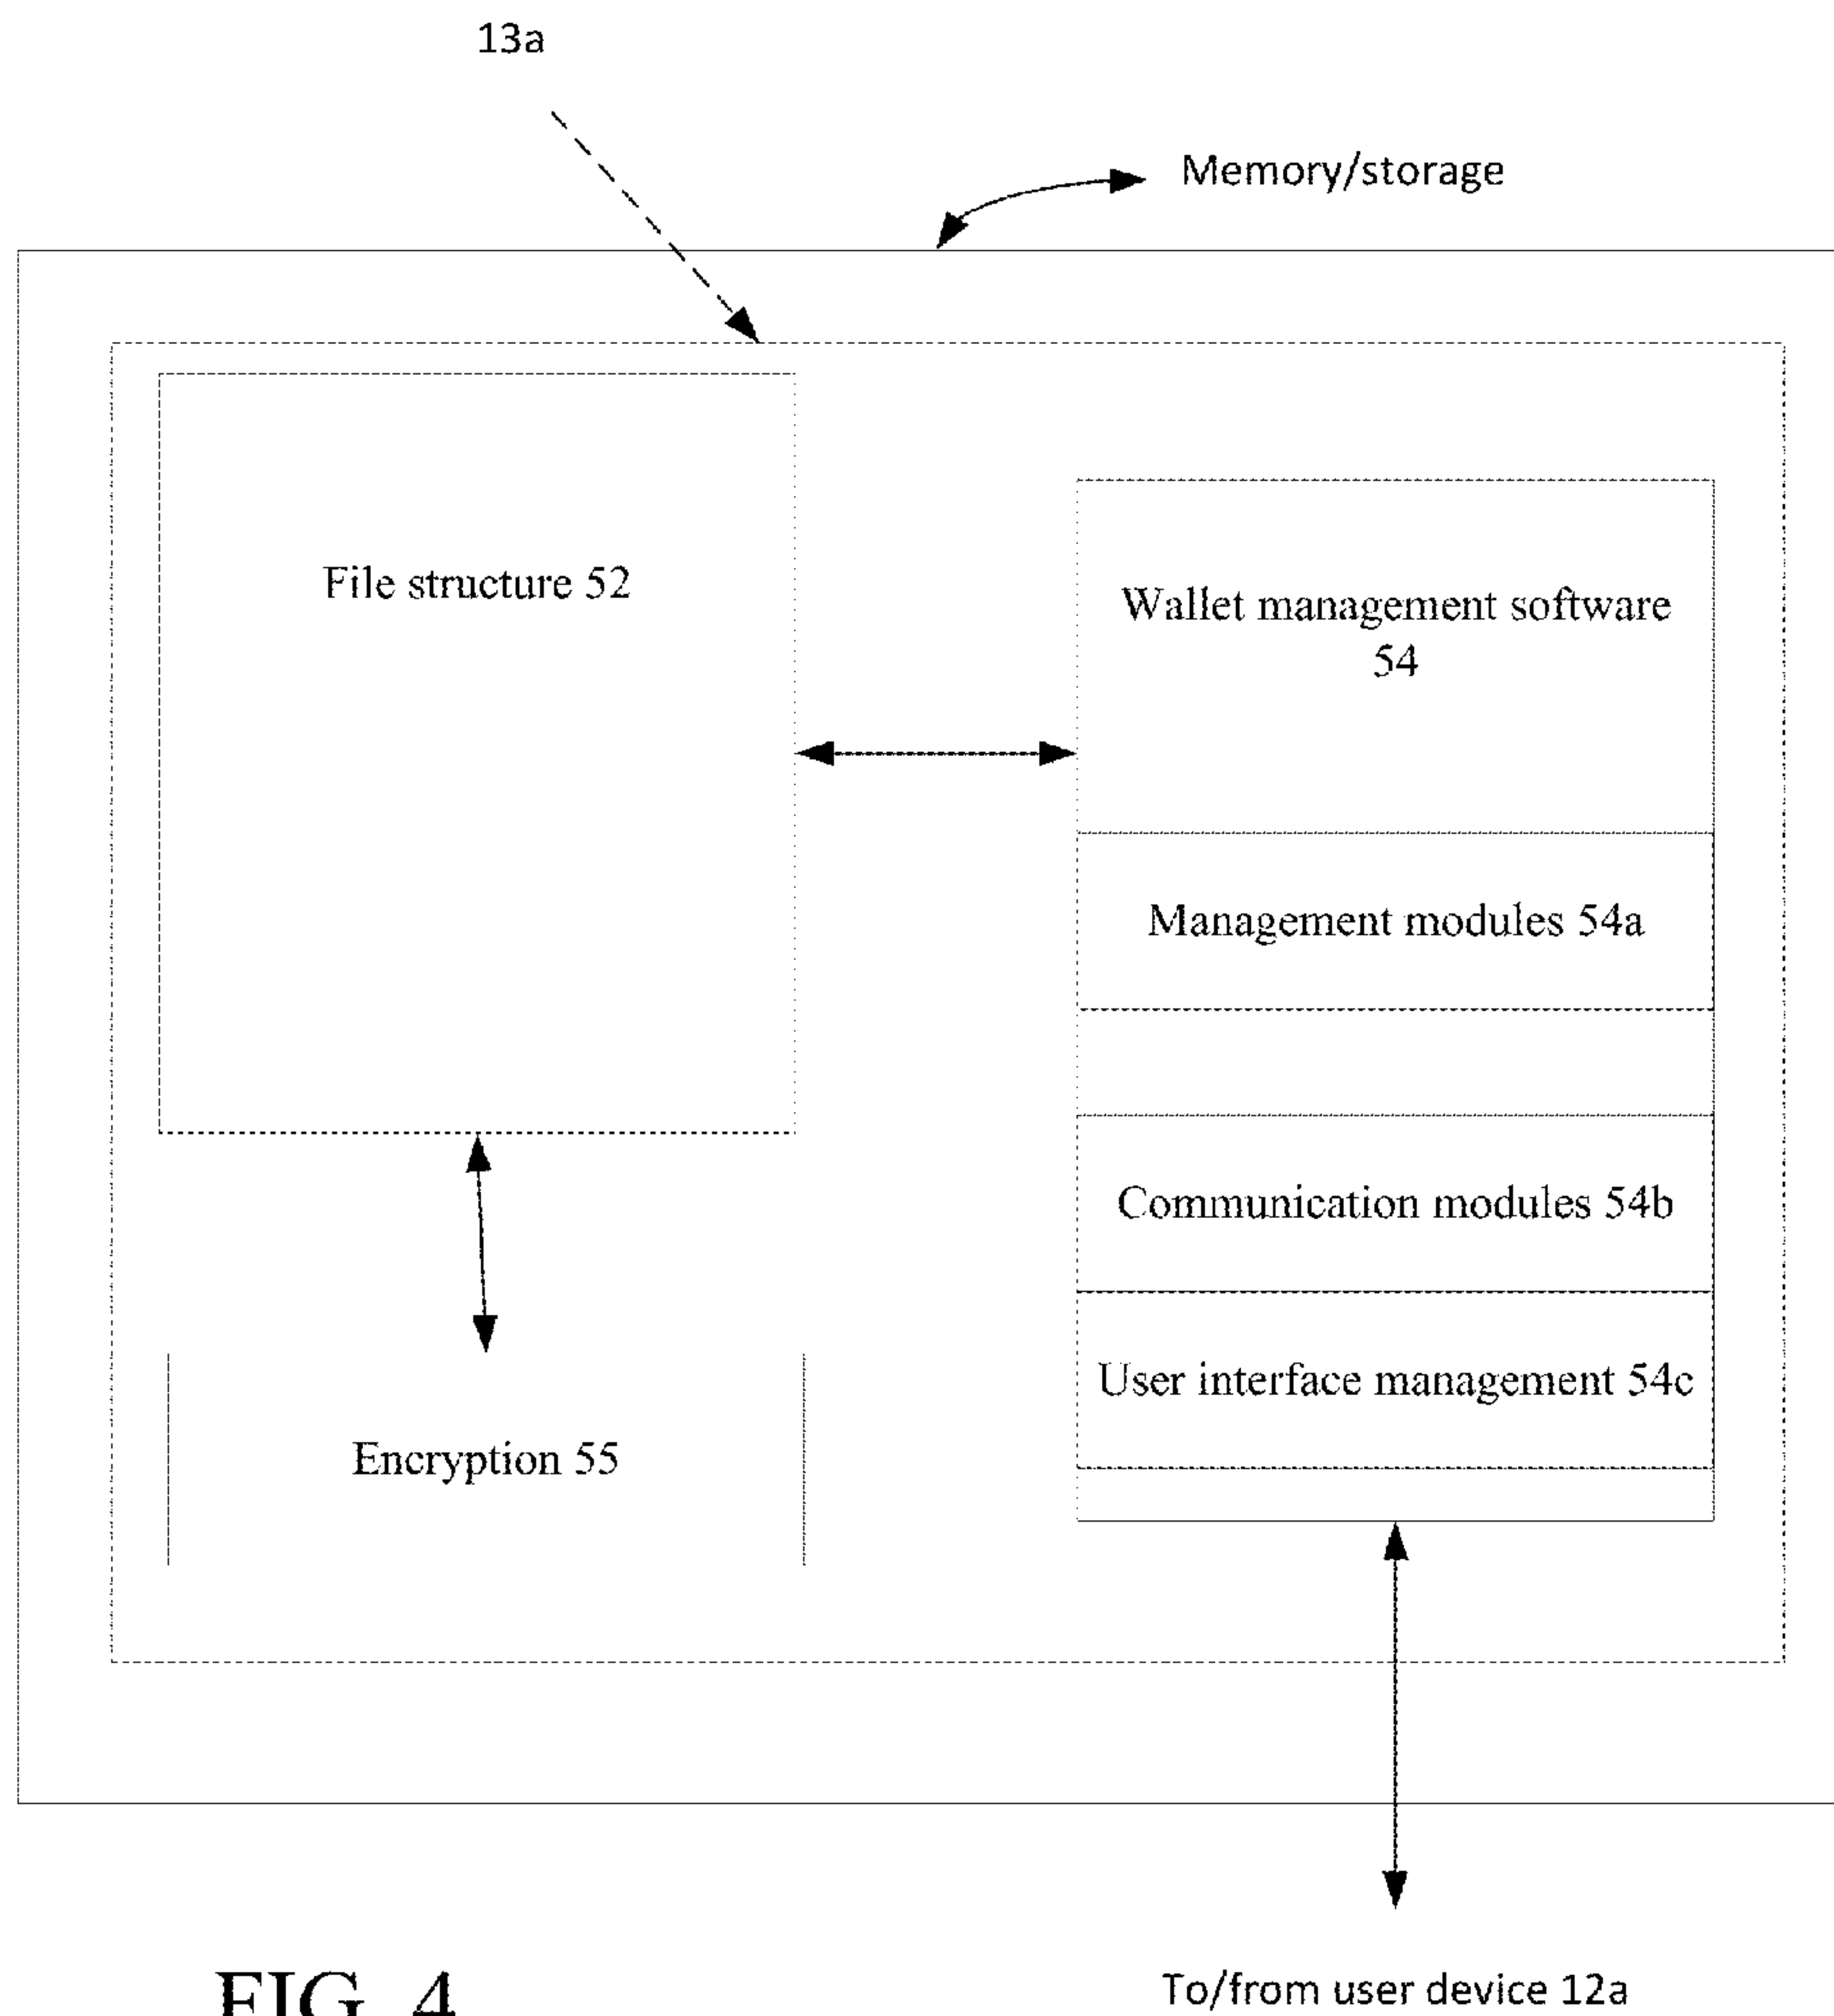 13a
Memory/storage
File structure 52
Wallet management software
54
Management modules 54a
Communication modules 54b
User interface management 54c
Encryption 55
To/from user device 12a
FIG. 4